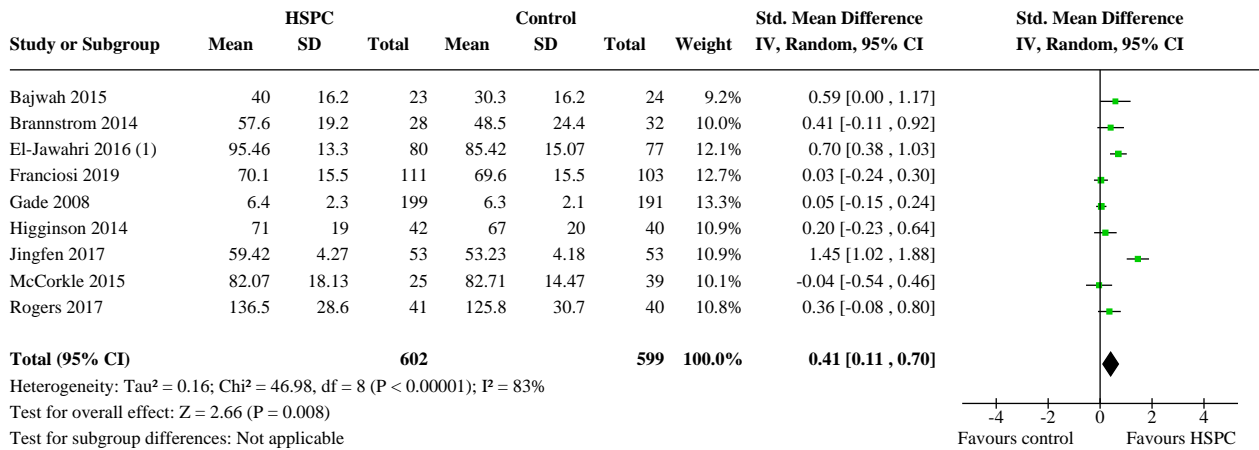 HSPC Control Std. Mean Difference Std. Mean Difference
Study or Subgroup Mean SD Total Mean SD Total Weight IV, Random, 95% CI IV, Random, 95% CI
Bajwah 2015 40 16.2 23 30.3 16.2 24 9.2% 0.59 [0.00 , 1.17]
Brannstrom 2014 57.6 19.2 28 48.5 24.4 32 10.0% 0.41 [-0.11 , 0.92]
El-Jawahri 2016 (1) 95.46 13.3 80 85.42 15.07 77 12.1% 0.70 [0.38 , 1.03]
Franciosi 2019 70.1 15.5 111 69.6 15.5 103 12.7% 0.03 [-0.24 , 0.30]
Gade 2008 6.4 2.3 199 6.3 2.1 191 13.3% 0.05 [-0.15 , 0.24]
Higginson 2014 71 19 42 67 20 40 10.9% 0.20 [-0.23 , 0.64]
Jingfen 2017 59.42 4.27 53 53.23 4.18 53 10.9% 1.45 [1.02 , 1.88]
McCorkle 2015 82.07 18.13 25 82.71 14.47 39 10.1% -0.04 [-0.54 , 0.46]
Rogers 2017 136.5 28.6 41 125.8 30.7 40 10.8% 0.36 [-0.08 , 0.80]
Total (95% CI) 602 599 100.0% 0.41 [0.11 , 0.70]
Heterogeneity: Tau² = 0.16; Chi² = 46.98, df = 8 (P < 0.00001); I² = 83%
Test for overall effect: Z = 2.66 (P = 0.008)
Test for subgroup differences: Not applicable
-4 -2 0 2 4
Favours control Favours HSPC